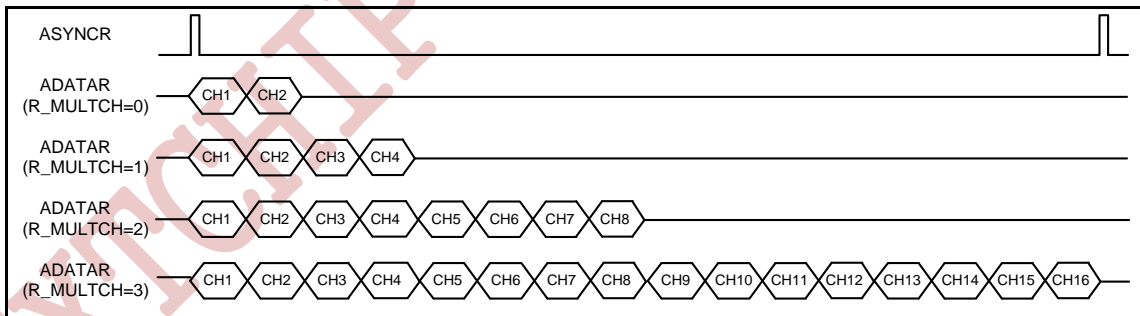 ASYNCR
ADATAR
(R_MULTCH=0)
CH1 CH2
ADATAR
(R_MULTCH=1)
CH1 CH2 CH3 CH4
ADATAR
(R_MULTCH=2)
CH1 CH2 CH3 CH4 CH5 CH6 CH7 CH8
ADATAR
(R_MULTCH=3)
CH1 CH2 CH3 CH4 CH5 CH6 CH7 CH8 CH9 CH10 CH11 CH12 CH13 CH14 CH15 CH16
YTCHIP